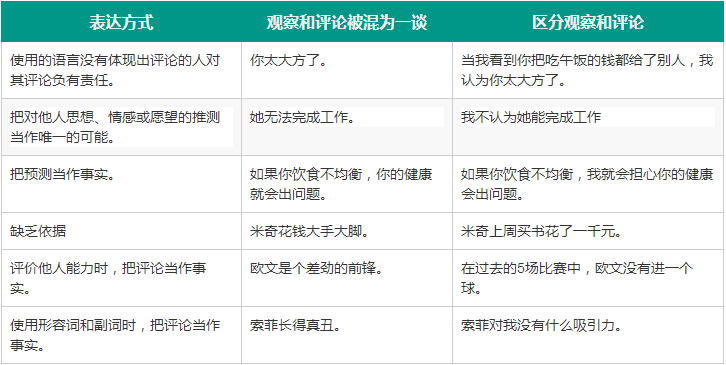 表达方式
观察和评论被混为一谈
区分观察和评论
使用的语言没有体现出评论的人对
其评论负有责任。
你太大方了。
当我看到你把吃午饭的钱都给了别人，我
认为你太大方了。
把对他人思想、情感或愿望的推测
当作唯一的可能。
她无法完成工作。
我不认为她能完成工作
把预测当作事实。
如果你饮食不均衡，你的健康
就会出问题。
如果你饮食不均衡，我就会担心你的健康
会出问题。
缺乏依据
米奇花钱大手大脚。
米奇上周买书花了一千元。
评价他人能力时，把评论当作事
实。
欧文是个差劲的前锋。
在过去的5场比赛中，欧文没有进一个
球。
使用形容词和副词时，把评论当作
事实。
索菲长得真丑。
索菲对我没有什么吸引力。